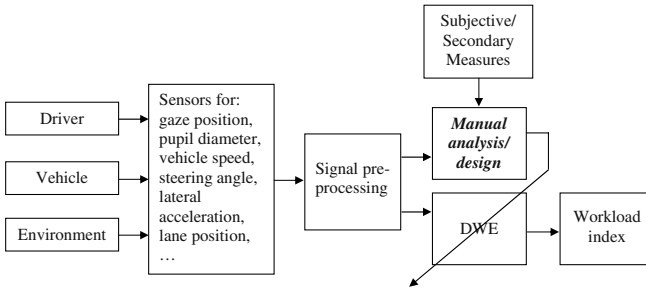 Subjective/
Secondary
Measures
Driver
Vehicle
Environment
Sensors for:
gaze position,
pupil diameter,
vehicle speed,
steering angle,
lateral
acceleration,
lane position,
…
Signal pre-
processing
Manual
analysis/
design
DWE
Workload
index